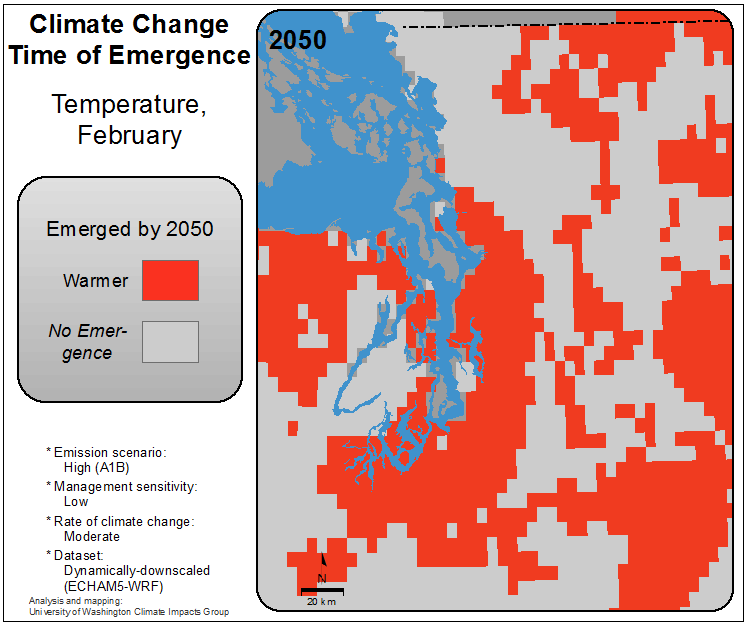 Climate Change
Time of Emergence
Temperature,
February
2050
Emerged by 2050
Warmer
No Emer-
gence
* Emission scenario:
High (A1B)
* Management sensitivity:
Low
* Rate of climate change:
Moderate
* Dataset:
Dynamically-downscaled
(ECHAM5-WRF)
Analysis and mapping:
University of Washington Climate Impacts Group
N
20 km